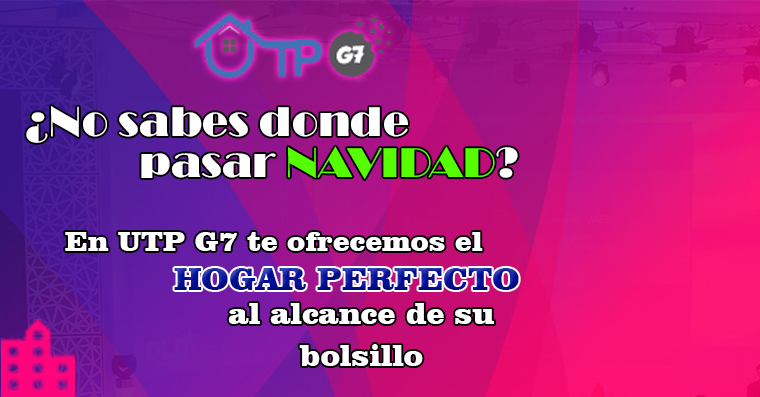 UTP G7
¿No sabes donde
pasar NAVIDAD?
En UTP G7 te ofrecemos el
HOGAR PERFECTO
al alcance de su
bolsillo